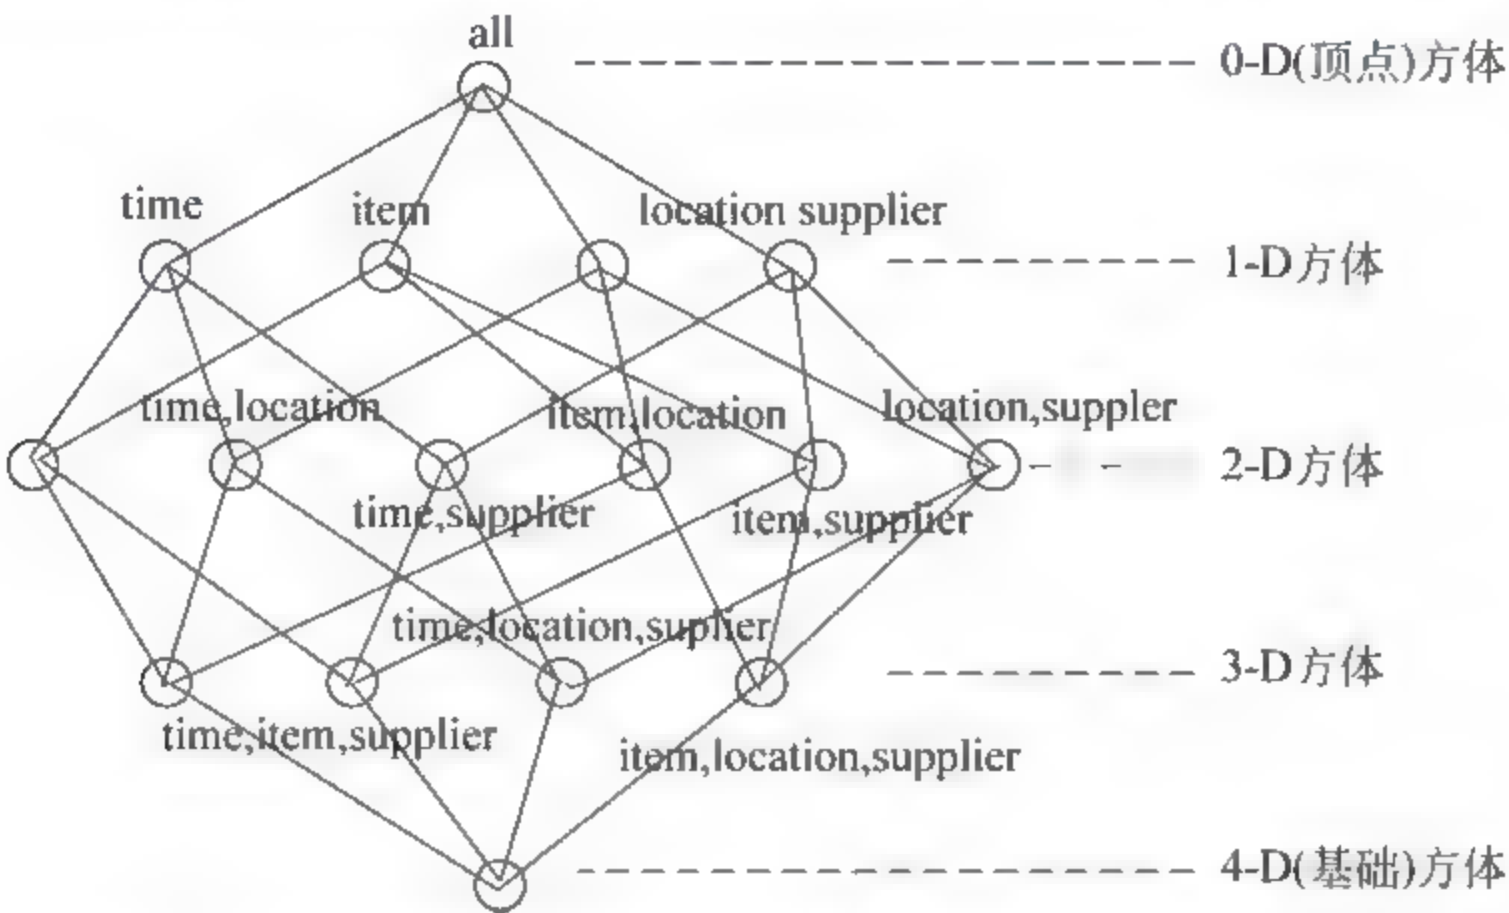 all
0-D(顶点)方体
time
item
location supplier
1-D方体
time,location
item,location
location,suppler
2-D方体
time,supplier
item,supplier
time,location,suplier
3-D方体
time,item,supplier
item,location,supplier
4-D(基础)方体